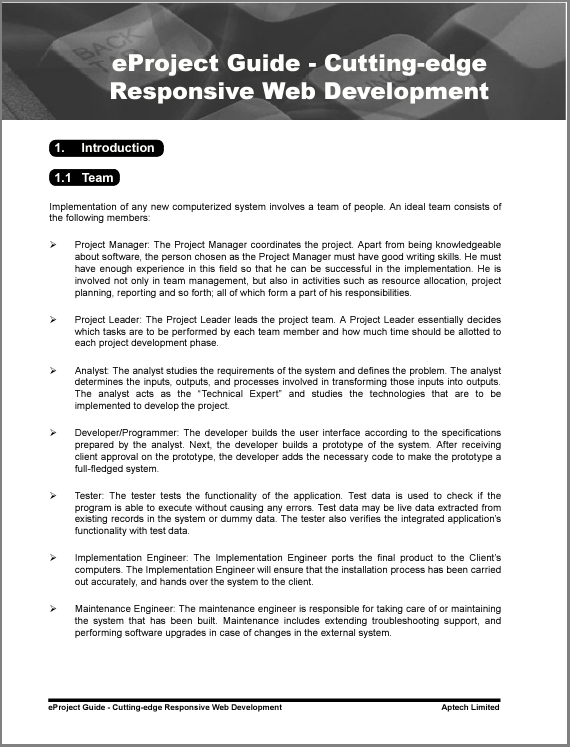 eProject Guide - Cutting-edge
Responsive Web Development
1. Introduction
1.1 Team
Implementation of any new computerized system involves a team of people. An ideal team consists of
the following members:
➢ Project Manager: The Project Manager coordinates the project. Apart from being knowledgeable
about software, the person chosen as the Project Manager must have good writing skills. He must
have enough experience in this field so that he can be successful in the implementation. He is
involved not only in team management, but also in activities such as resource allocation, project
planning, reporting and so forth; all of which form a part of his responsibilities.
➢ Project Leader: The Project Leader leads the project team. A Project Leader essentially decides
which tasks are to be performed by each team member and how much time should be allotted to
each project development phase.
➢ Analyst: The analyst studies the requirements of the system and defines the problem. The analyst
determines the inputs, outputs, and processes involved in transforming those inputs into outputs.
The analyst acts as the “Technical Expert” and studies the technologies that are to be
implemented to develop the project.
➢ Developer/Programmer: The developer builds the user interface according to the specifications
prepared by the analyst. Next, the developer builds a prototype of the system. After receiving
client approval on the prototype, the developer adds the necessary code to make the prototype a
full-fledged system.
➢ Tester: The tester tests the functionality of the application. Test data is used to check if the
program is able to execute without causing any errors. Test data may be live data extracted from
existing records in the system or dummy data. The tester also verifies the integrated application’s
functionality with test data.
➢ Implementation Engineer: The Implementation Engineer ports the final product to the Client’s
computers. The Implementation Engineer will ensure that the installation process has been carried
out accurately, and hands over the system to the client.
➢ Maintenance Engineer: The maintenance engineer is responsible for taking care of or maintaining
the system that has been built. Maintenance includes extending troubleshooting support, and
performing software upgrades in case of changes in the external system.
eProject Guide - Cutting-edge Responsive Web Development Aptech Limited